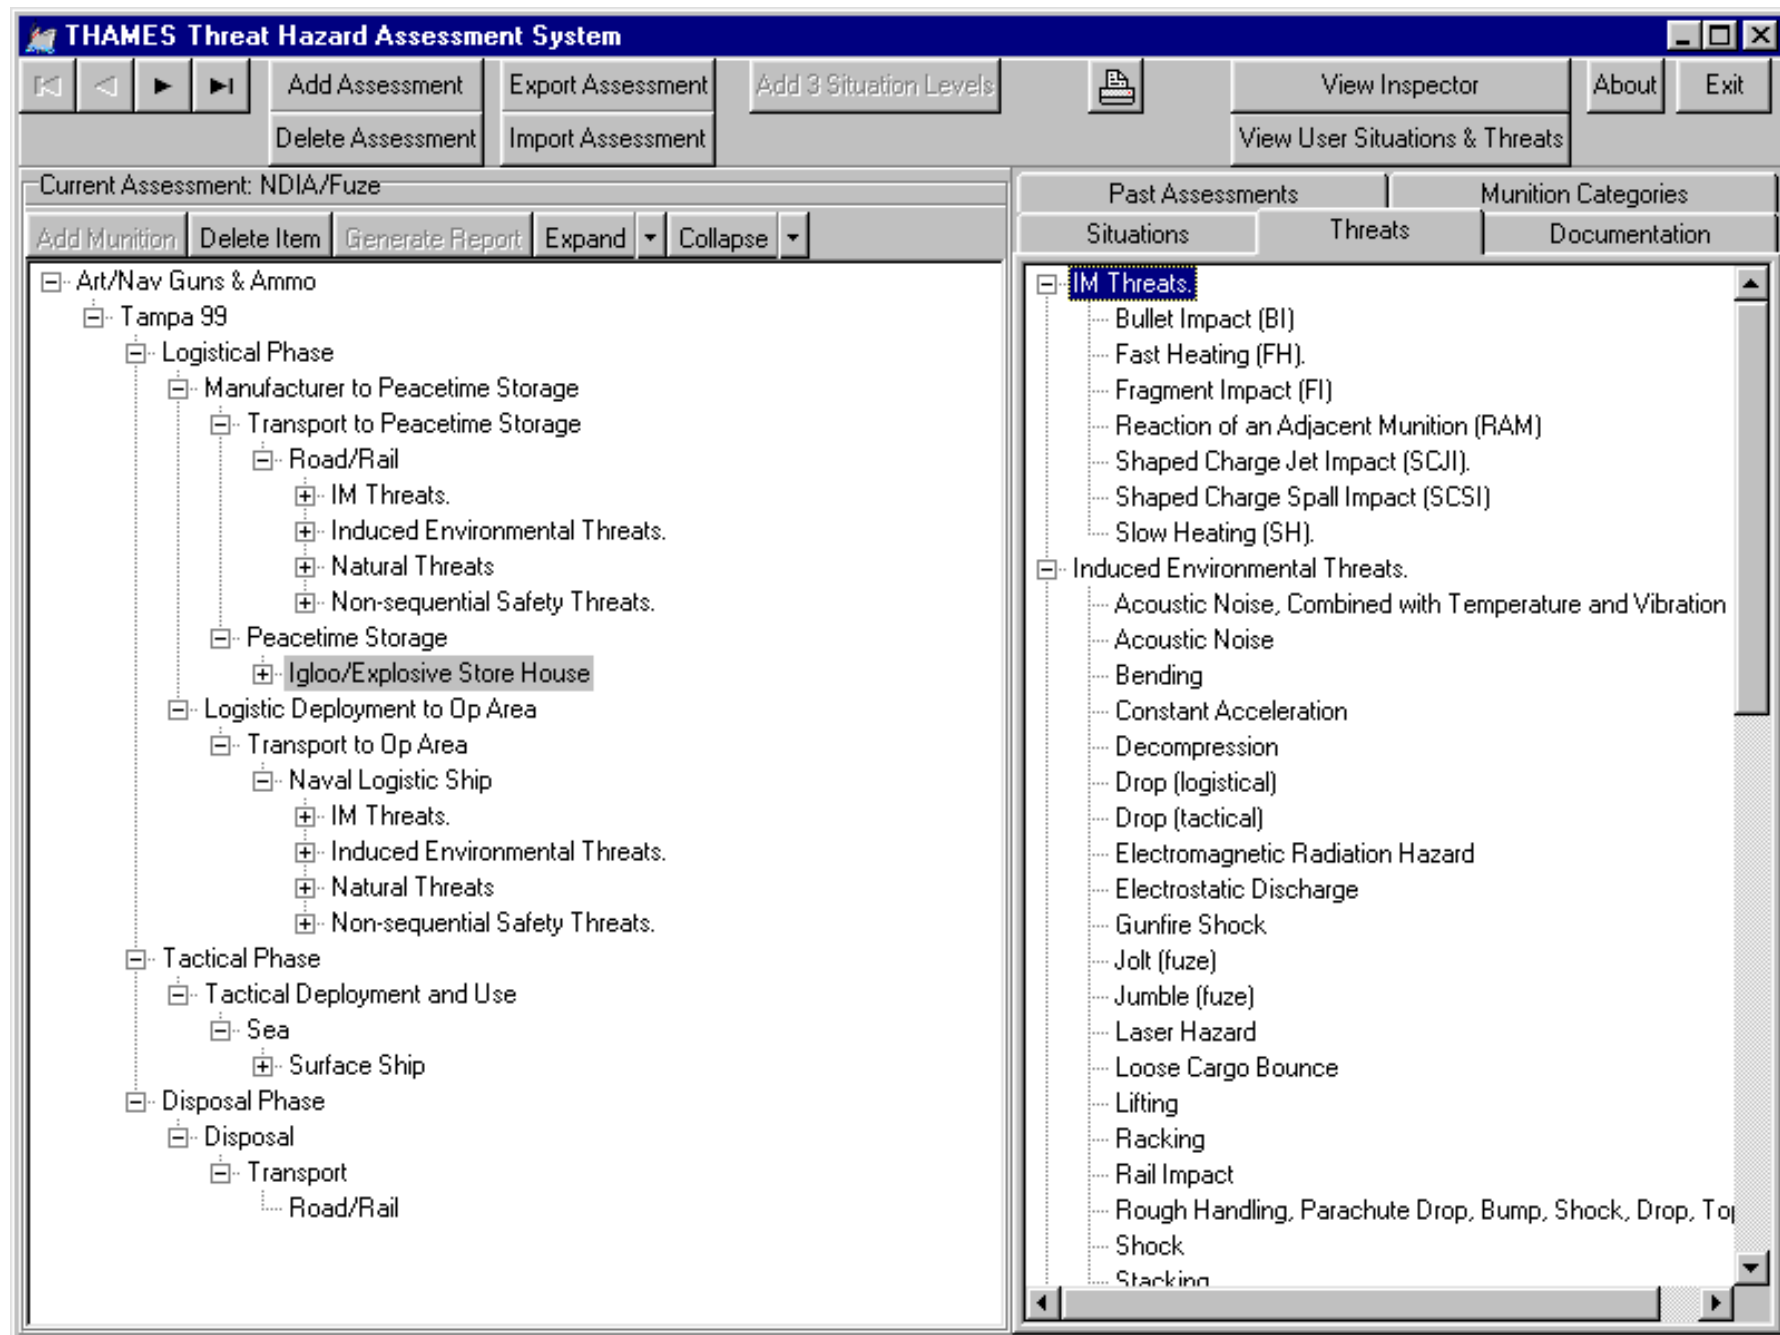 THAMES Threat Hazard Assessment System
Add Assessment
Export Assessment
Add 3 Situation Levels
View Inspector
About
Exit
Delete Assessment
Import Assessment
View User Situations & Threats
Current Assessment: NDIA/Fuze
Add Munition
Delete Item
Generate Report
Expand
Collapse
Art/Nav Guns & Ammo
Tampa 99
Logistical Phase
Manufacturer to Peacetime Storage
Transport to Peacetime Storage
Road/Rail
IM Threats.
Induced Environmental Threats.
Natural Threats
Non-sequential Safety Threats.
Peacetime Storage
Igloo/Explosive Store House
Logistic Deployment to Op Area
Transport to Op Area
Naval Logistic Ship
IM Threats.
Induced Environmental Threats.
Natural Threats
Non-sequential Safety Threats.
Tactical Phase
Tactical Deployment and Use
Sea
Surface Ship
Disposal Phase
Disposal
Transport
Road/Rail
Past Assessments
Munition Categories
Situations
Threats
Documentation
IM Threats.
Bullet Impact (BI)
Fast Heating (FH).
Fragment Impact (FI)
Reaction of an Adjacent Munition (RAM)
Shaped Charge Jet Impact (SCJI).
Shaped Charge Spall Impact (SCSI)
Slow Heating (SH).
Induced Environmental Threats.
Acoustic Noise, Combined with Temperature and Vibration
Acoustic Noise
Bending
Constant Acceleration
Decompression
Drop (logistical)
Drop (tactical)
Electromagnetic Radiation Hazard
Electrostatic Discharge
Gunfire Shock
Jolt (fuze)
Jumble (fuze)
Laser Hazard
Loose Cargo Bounce
Lifting
Racking
Rail Impact
Rough Handling, Parachute Drop, Bump, Shock, Drop,
Shock
Stacking